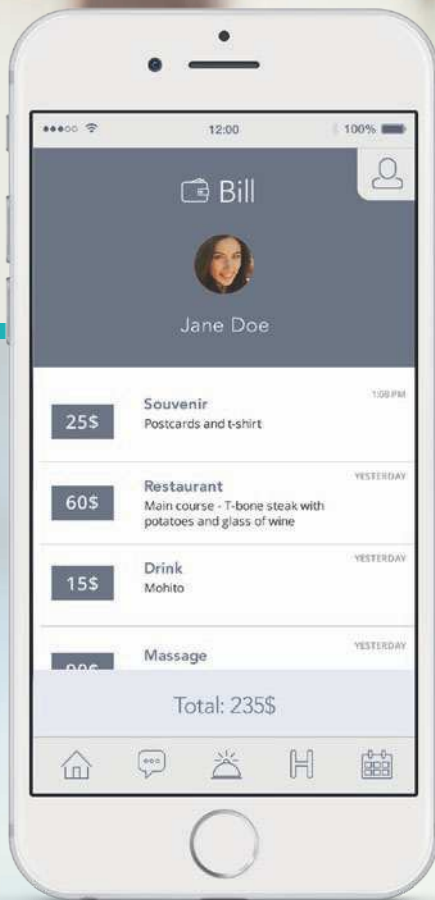 12:00
100%
Bill
Jane Doe
25$
Souvenir
1:08 PM
Postcards and t-shirt
60$
Restaurant
YESTERDAY
Main course - T-bone steak with
potatoes and glass of wine
15$
Drink
YESTERDAY
Mohito
Massage
YESTERDAY
Total: 235$
H